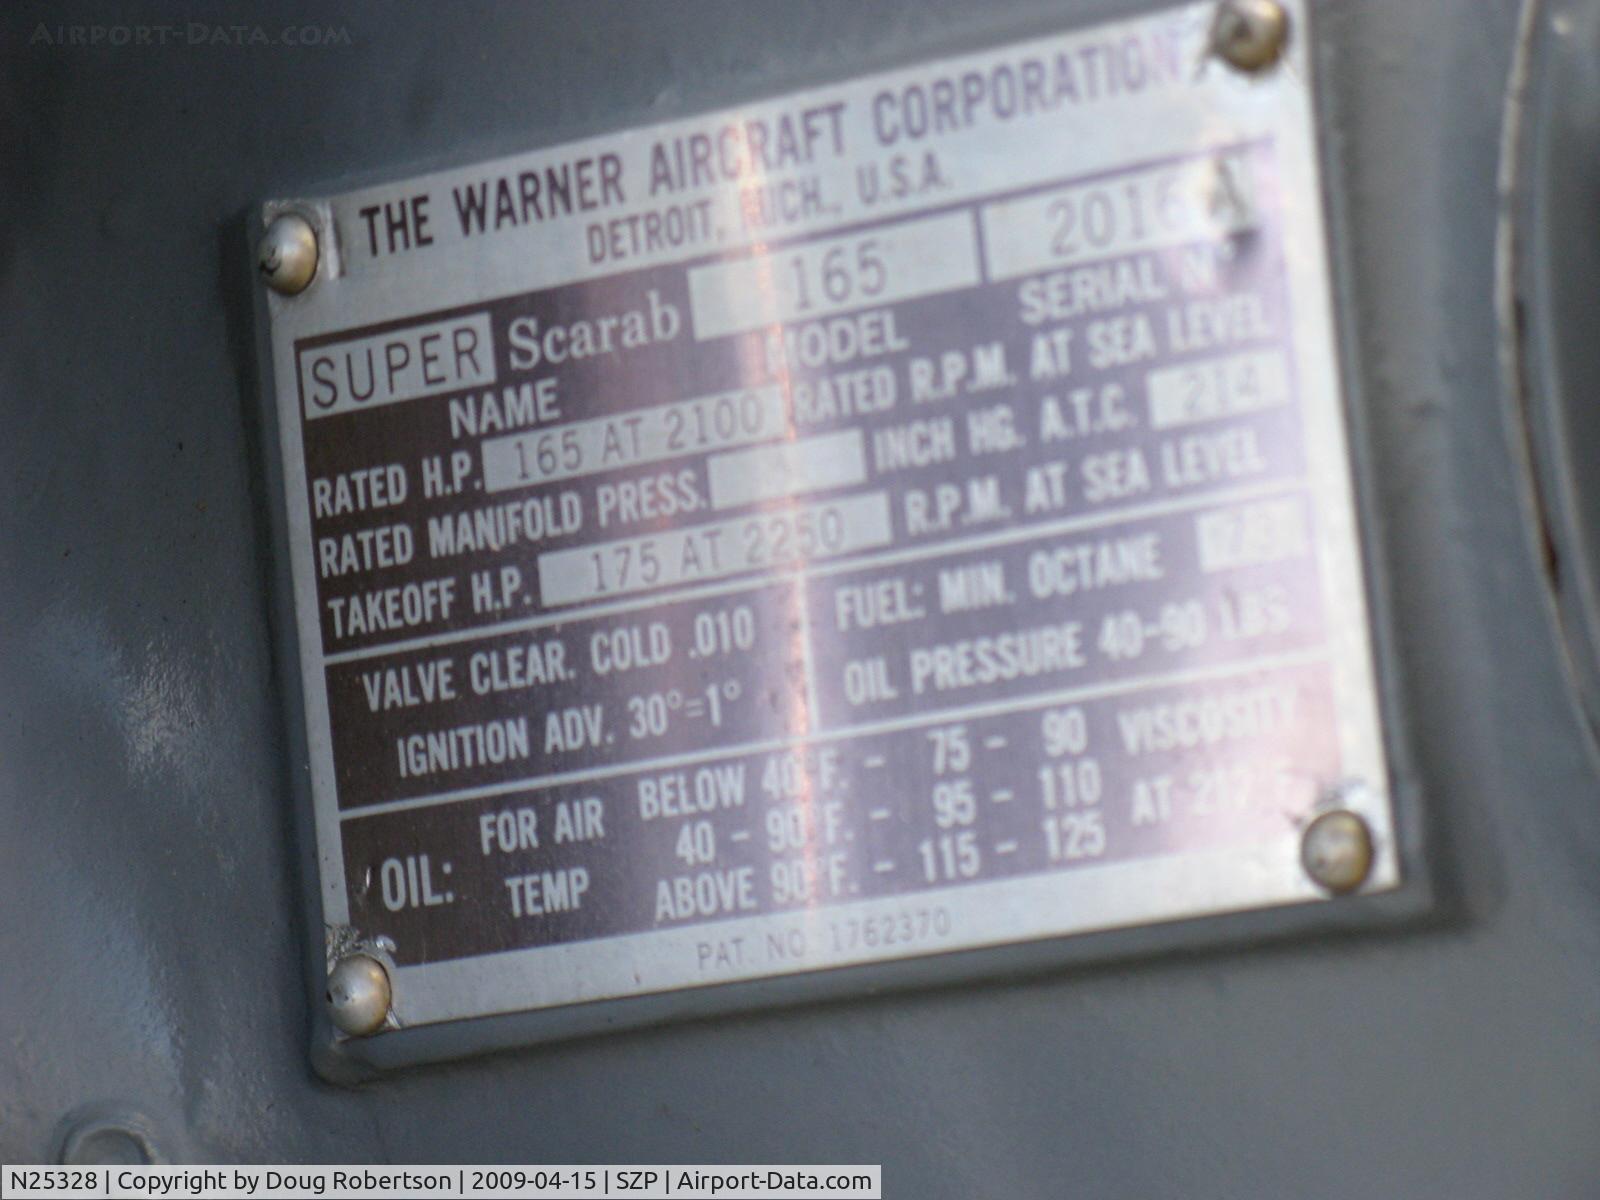 AIRPORT-DATA.COM
THE WARNER AIRCRAFT CORPORATION
DETROIT, MICH., U.S.A.
SUPER Scarab 165 2016 A
NAME MODEL SERIAL Nº
RATED H.P. 165 AT 2100 RATED R.P.M. AT SEA LEVEL
RATED MANIFOLD PRESS. INCH HG. A.T.C. 214
TAKEOFF H.P. 175 AT 2250 R.P.M. AT SEA LEVEL
VALVE CLEAR. COLD .010
IGNITION ADV. 30°=1°
FUEL: MIN. OCTANE
OIL PRESSURE 40-90 LBS
OIL: FOR AIR TEMP
BELOW 40°F. - 75 - 90
40 - 90°F. - 95 - 110
ABOVE 90°F. - 115 - 125
VISCOSITY
AT 212°F.
PAT. NO. 1762370
N25328 | Copyright by Doug Robertson | 2009-04-15 | SZP | Airport-Data.com